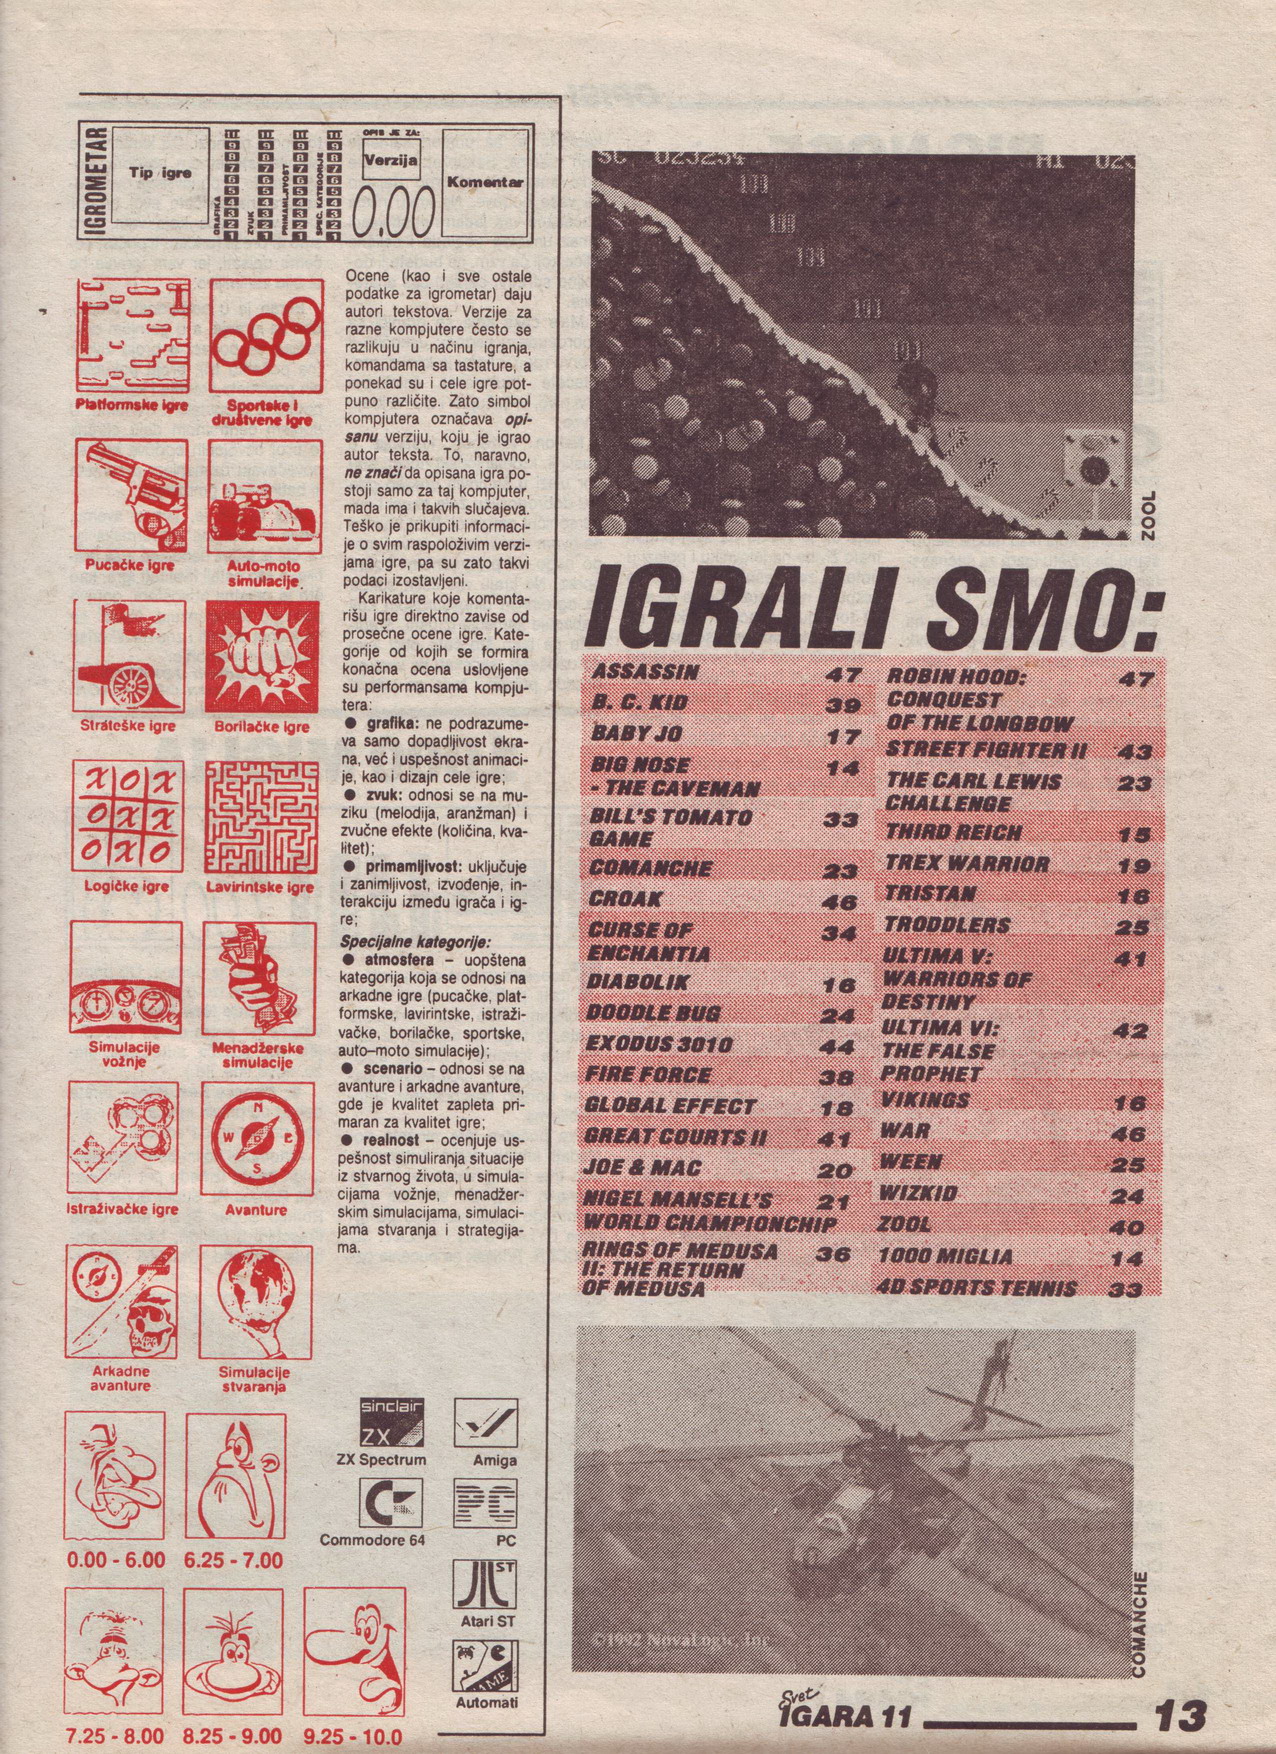 IGROMETAR
Tip igre
GRAFIKA
ZVUK
PRIMAMLJIVOST
SPEC. KATEGORIJE
10
9
8
7
6
5
4
3
2
1
OPIS JE ZA:
Verzija
0.00
Komentar
Platformske igre
Sportske i
društvene igre
Pucačke igre
Auto-moto
simulacije
Strateške igre
Borilačke igre
Logičke igre
Lavirintske igre
Simulacije
vožnje
Menadžerske
simulacije
Istraživačke igre
N
W D E
S
Avanture
Arkadne
avanture
Simulacije
stvaranja
0.00 - 6.00
6.25 - 7.00
7.25 - 8.00
8.25 - 9.00
9.25 - 10.0
Ocene (kao i sve ostale
podatke za igrometar) daju
autori tekstova. Verzije za
razne kompjutere često se
razlikuju u načinu igranja,
komandama sa tastature, a
ponekad su i cele igre pot-
puno različite. Zato simbol
kompjutera označava opi-
sanu verziju, koju je igrao
autor teksta. To, naravno,
ne znači da opisana igra po-
stoji samo za taj kompjuter,
mada ima i takvih slučajeva.
Teško je prikupiti informaci-
je o svim raspoloživim verzi-
jama igre, pa su zato takvi
podaci izostavljeni.
Karikature koje komenta-
rišu igre direktno zavise od
prosečne ocene igre. Kate-
gorije od kojih se formira
konačna ocena uslovljene
su performansama kompju-
tera:
● grafika: ne podrazume-
va samo dopadljivost ekra-
na, već i uspešnost animaci-
je, kao i dizajn cele igre;
● zvuk: odnosi se na mu-
ziku (melodija, aranžman) i
zvučne efekte (količina, kva-
litet);
● primamljivost: uključuje
i zanimljivost, izvođenje, in-
terakciju između igrača i ig-
re;
Specijalne kategorije:
● atmosfera – uopštena
kategorija koja se odnosi na
arkadne igre (pucačke, plat-
formske, lavirintske, istraži-
vačke, borilačke, sportske,
auto–moto simulacije);
● scenario – odnosi se na
avanture i arkadne avanture,
gde je kvalitet zapleta pri-
maran za kvalitet igre;
● realnost – ocenjuje us-
pešnost simuliranja situacije
iz stvarnog života, u simula-
cijama vožnje, menadžer-
skim simulacijama, simulaci-
jama stvaranja i strategija-
ma.
sinclair
ZX
ZX Spectrum
Amiga
Commodore 64
PC
PC
ST
Atari ST
Automati
SC 023254
ZOOL
IGRALI SMO:
ASSASSIN 47
B. C. KID 39
BABY JO 17
BIG NOSE 14
- THE CAVEMAN
BILL'S TOMATO 33
GAME
COMANCHE 23
CROAK 46
CURSE OF 34
ENCHANTIA
DIABOLIK 16
DOODLE BUG 24
EXODUS 3010 44
FIRE FORCE 38
GLOBAL EFFECT 18
GREAT COURTS II 41
JOE & MAC 20
NIGEL MANSELL'S 21
WORLD CHAMPIONCHIP
RINGS OF MEDUSA 36
II: THE RETURN
OF MEDUSA
ROBIN HOOD: 47
CONQUEST
OF THE LONGBOW
STREET FIGHTER II 43
THE CARL LEWIS 23
CHALLENGE
THIRD REICH 15
TREX WARRIOR 19
TRISTAN 16
TRODDLERS 25
ULTIMA V: 41
WARRIORS OF
DESTINY
ULTIMA VI: 42
THE FALSE
PROPHET
VIKINGS 16
WAR 46
WEEN 25
WIZKID 24
ZOOL 40
1000 MIGLIA 14
4D SPORTS TENNIS 33
©1992 NovaLogic, Inc
COMANCHE
Svet
IGARA 11
13